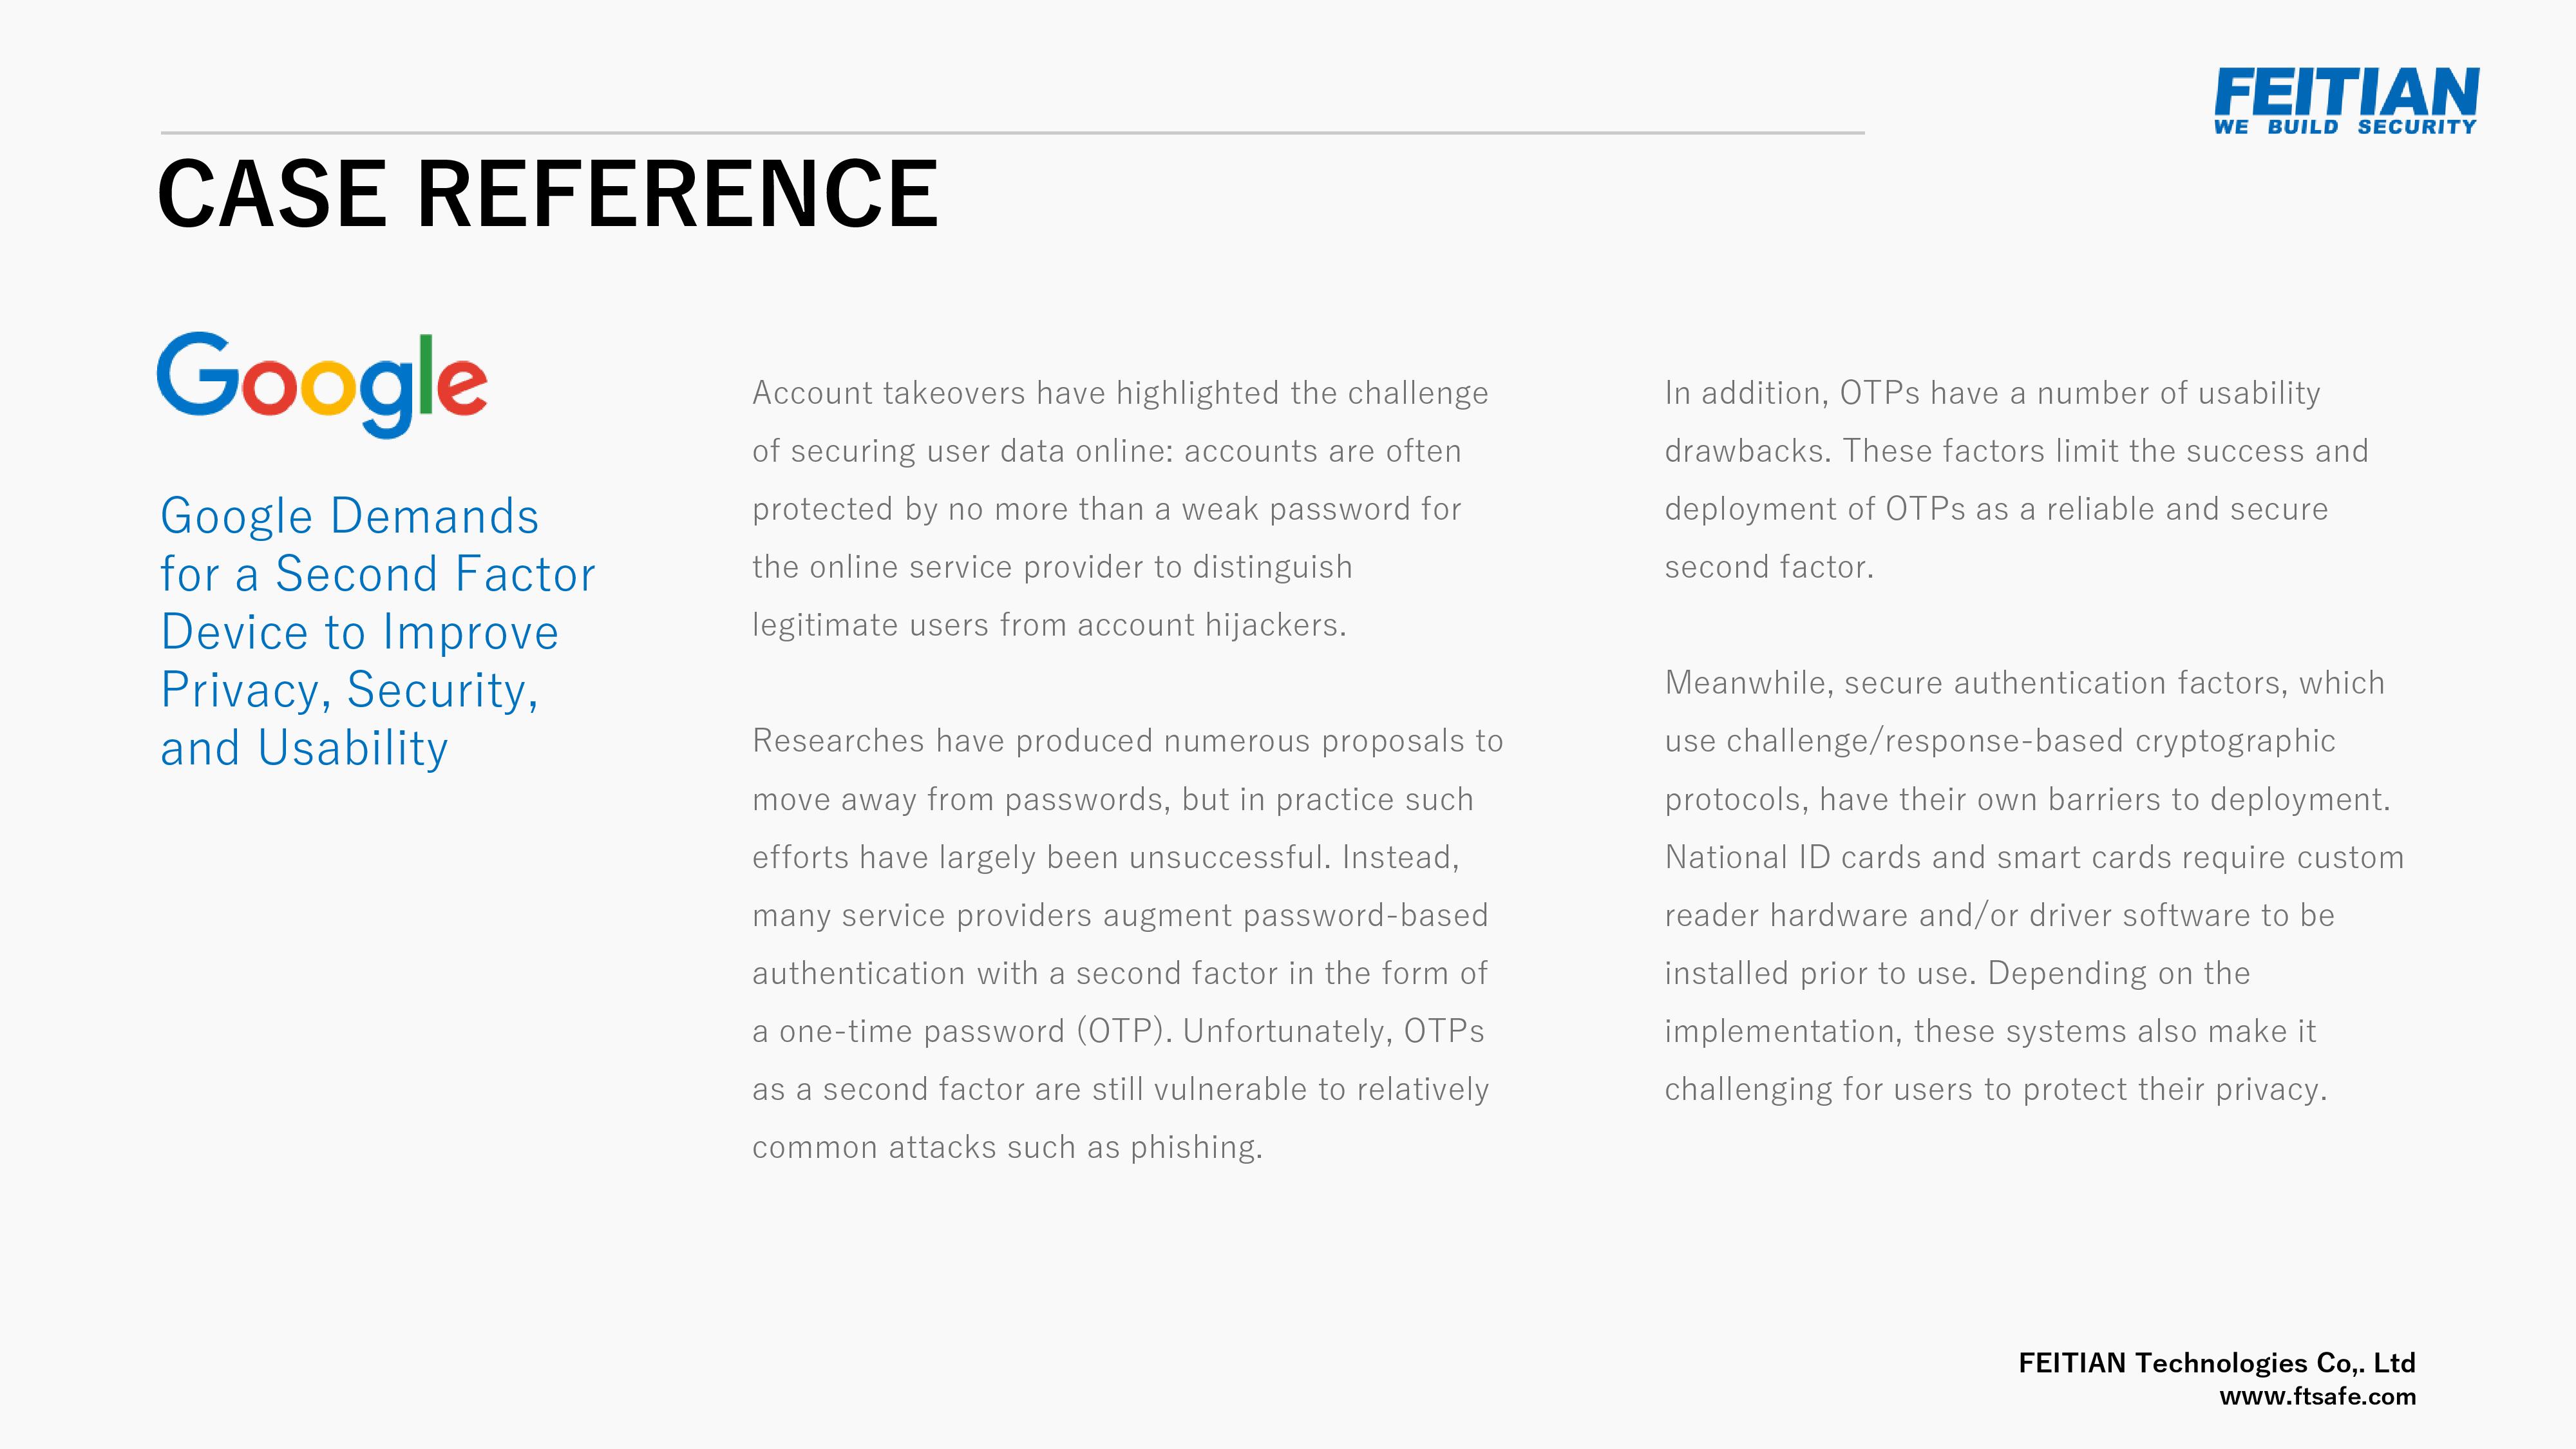 FEITIAN
WE BUILD SECURITY
CASE REFERENCE
Google
Google Demands
for a Second Factor
Device to Improve
Privacy, Security,
and Usability
Account takeovers have highlighted the challenge
of securing user data online: accounts are often
protected by no more than a weak password for
the online service provider to distinguish
legitimate users from account hijackers.
Researches have produced numerous proposals to
move away from passwords, but in practice such
efforts have largely been unsuccessful. Instead,
many service providers augment password-based
authentication with a second factor in the form of
a one-time password (OTP). Unfortunately, OTPs
as a second factor are still vulnerable to relatively
common attacks such as phishing.
In addition, OTPs have a number of usability
drawbacks. These factors limit the success and
deployment of OTPs as a reliable and secure
second factor.
Meanwhile, secure authentication factors, which
use challenge/response-based cryptographic
protocols, have their own barriers to deployment.
National ID cards and smart cards require custom
reader hardware and/or driver software to be
installed prior to use. Depending on the
implementation, these systems also make it
challenging for users to protect their privacy.
FEITIAN Technologies Co,. Ltd
www.ftsafe.com